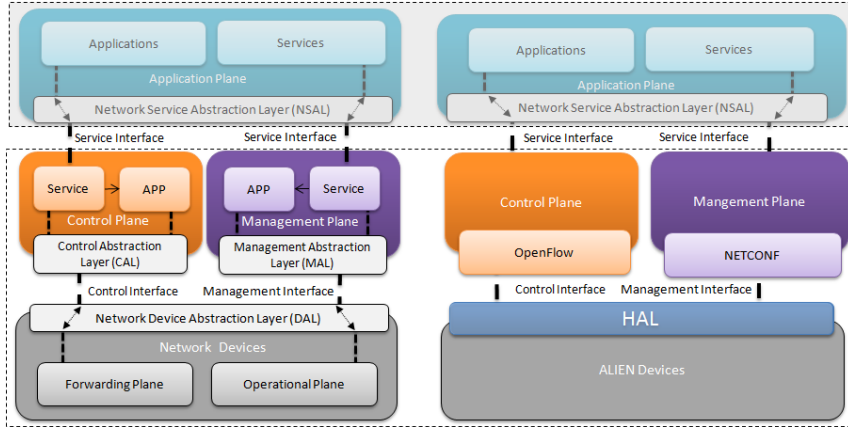 Applications
Services
Application Plane
Network Service Abstraction Layer (NSAL)
Service Interface
Service Interface
Service
APP
Control Plane
Control Abstraction
Layer (CAL)
APP
Service
Management Plane
Management Abstraction
Layer (MAL)
Control Interface
Management Interface
Network Device Abstraction Layer (DAL)
Network Devices
Forwarding Plane
Operational Plane
Applications
Services
Application Plane
Network Service Abstraction Layer (NSAL)
Service Interface
Service Interface
Control Plane
OpenFlow
Mengement Plane
NETCONF
Control Interface
Management Interface
HAL
ALIEN Devices